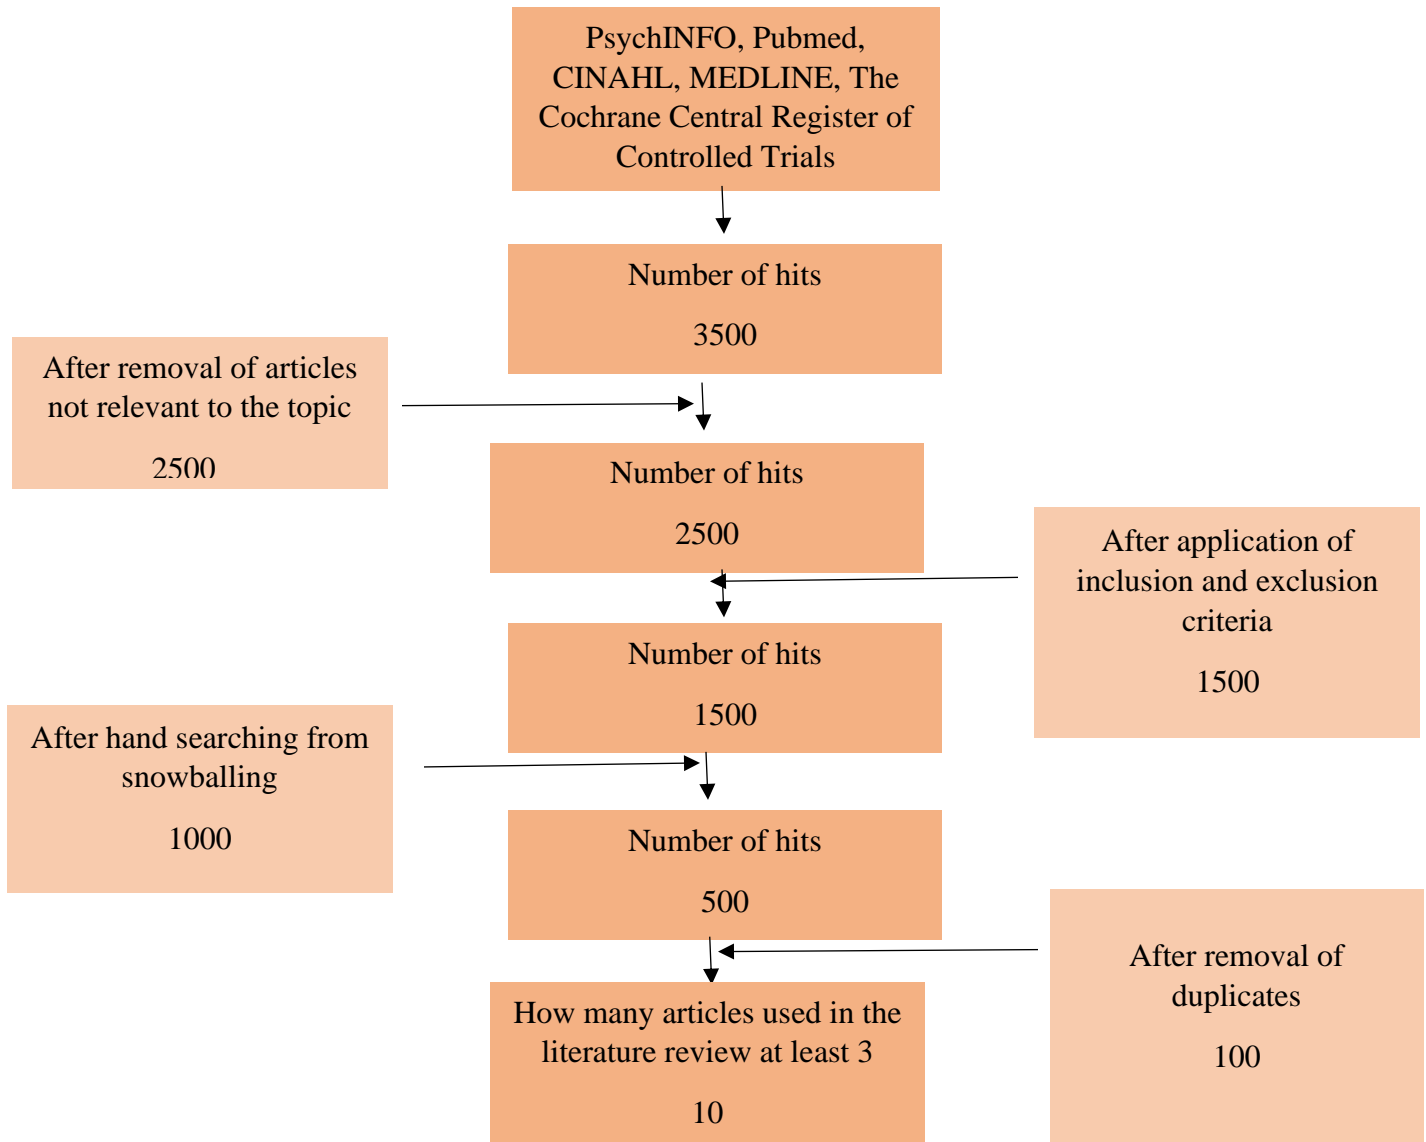 PsychINFO, Pubmed,
CINAHL, MEDLINE, The
Cochrane Central Register of
Controlled Trials
Number of hits
3500
After removal of articles
not relevant to the topic
2500
Number of hits
2500
After application of
inclusion and exclusion
criteria
1500
Number of hits
1500
After hand searching from
snowballing
1000
Number of hits
500
After removal of
duplicates
100
How many articles used in the
literature review at least 3
10